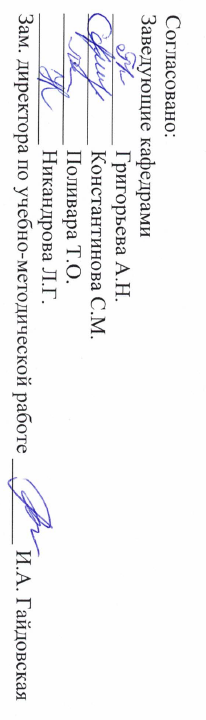 Согласовано:
Заведующие кафедрами
Григорьева А.Н.
Константинова С.М.
Поливара Т.О.
Никандрова Л.Г.
Зам. директора по учебно-методической работе И.А. Гайдовская